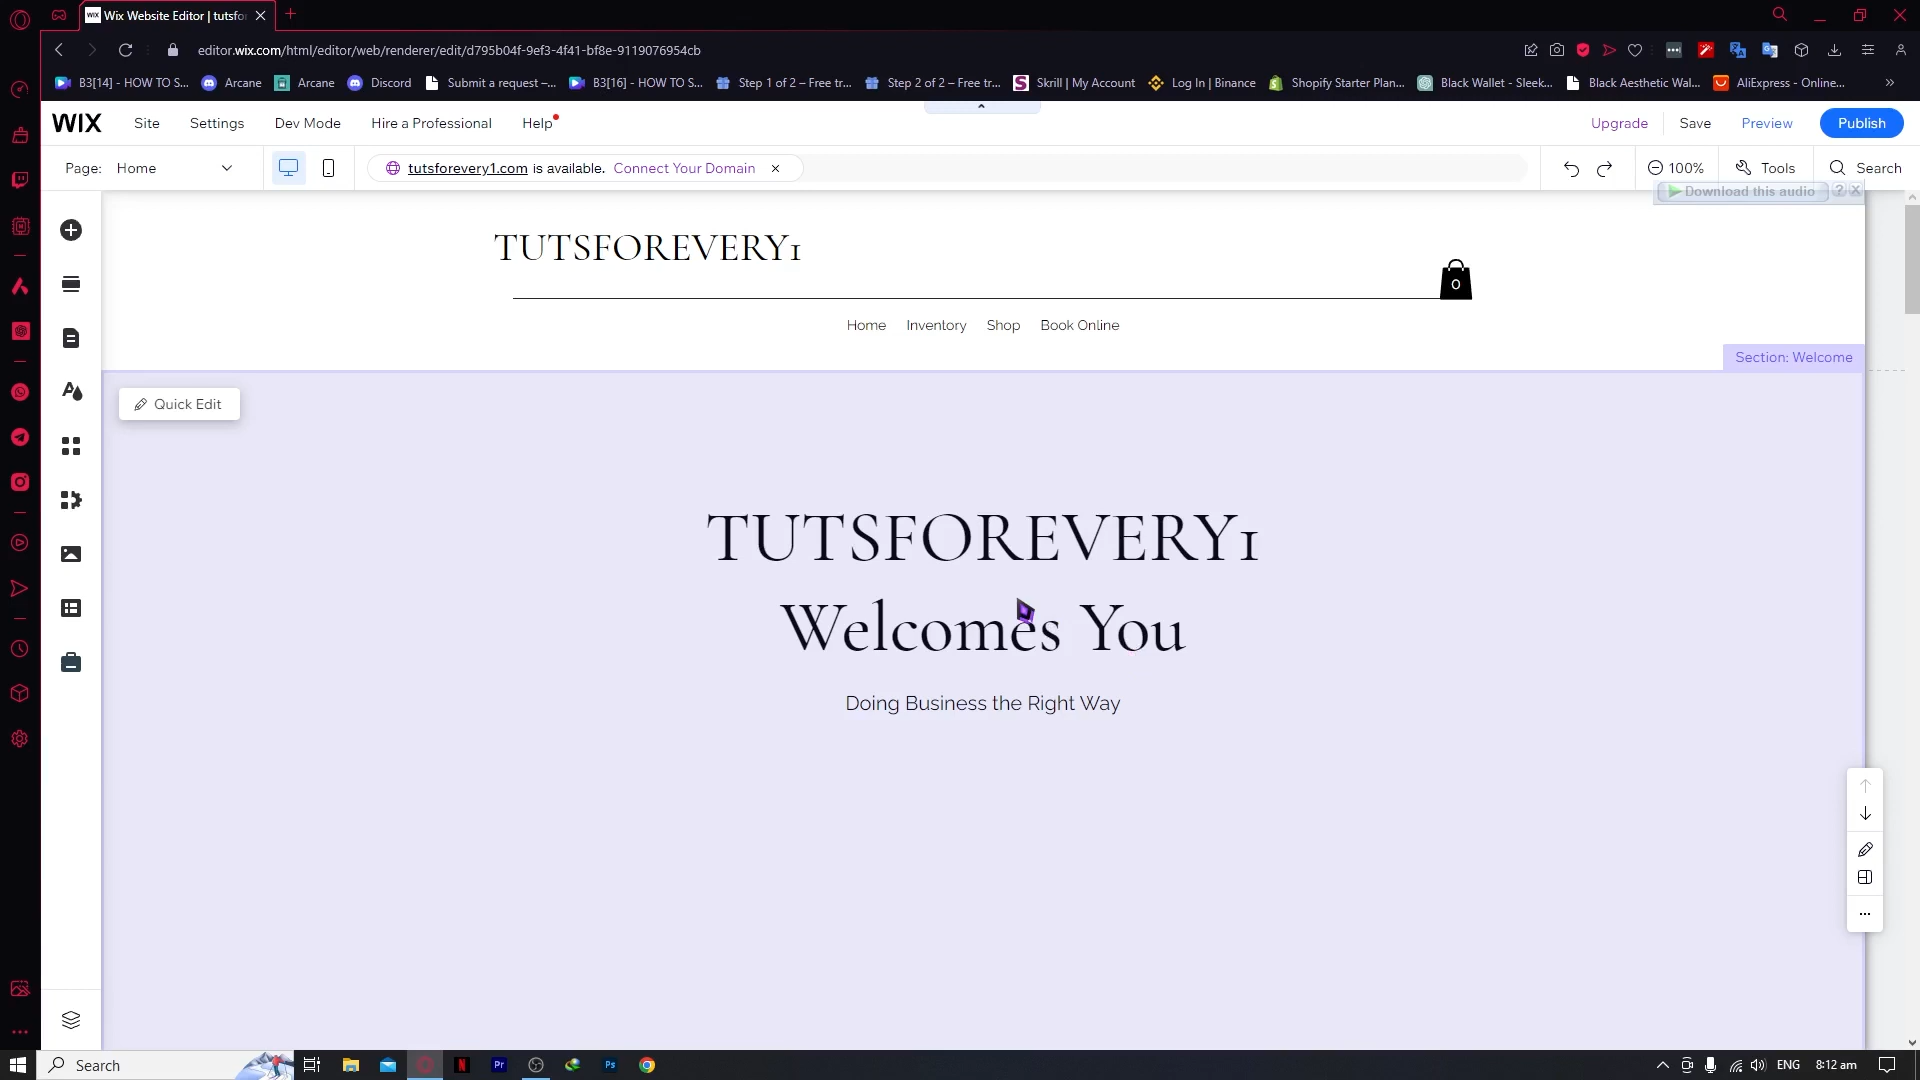 Wix Website Editor | tutsfo
editor.wix.com/html/editor/web/renderer/edit/d795b04f-9ef3-4f41-bf8e-9119076954cb
B3[14] - HOW TO S...
Arcane
Arcane
Discord
Submit a request –...
B3[16] - HOW TO S...
Step 1 of 2 – Free tr...
Step 2 of 2 – Free tr...
Skrill | My Account
Log In | Binance
Shopify Starter Plan...
Black Wallet - Sleek...
Black Aesthetic Wal...
AliExpress - Online...
WIX
Site
Settings
Dev Mode
Hire a Professional
Help
Upgrade
Save
Preview
Publish
Page: Home
tutsforevery1.com is available. Connect Your Domain
100%
Tools
Search
Download this audio
TUTSFOREVERY1
0
Home
Inventory
Shop
Book Online
Section: Welcome
Quick Edit
TUTSFOREVERY1
Welcomes You
Doing Business the Right Way
Search
Pr
Ps
ENG
8:12 am